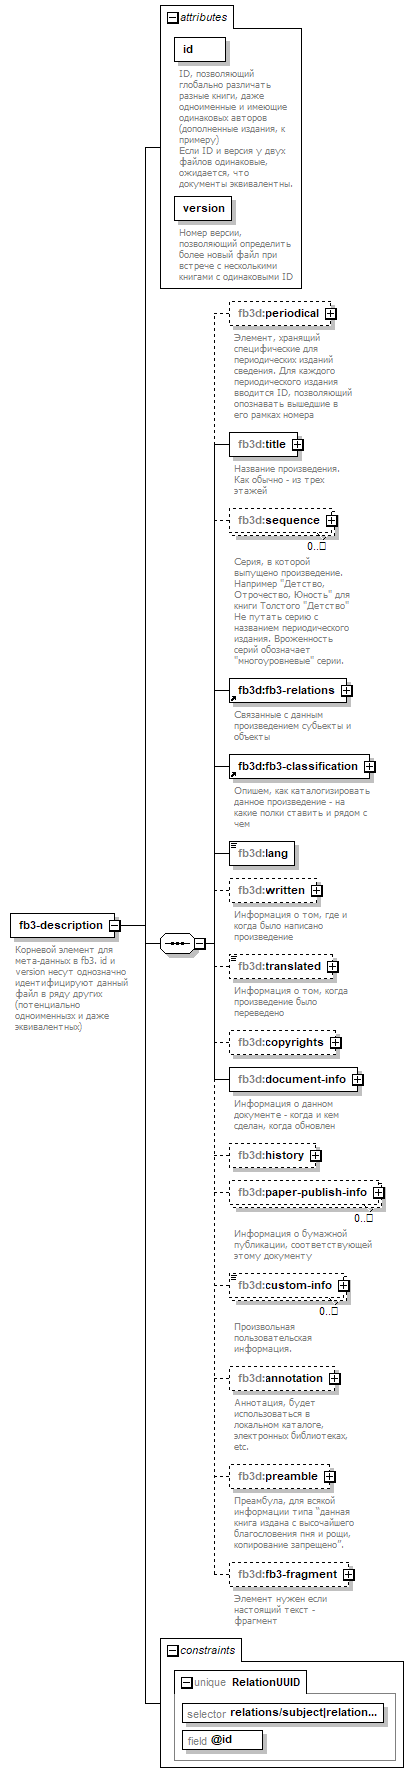 attributes
id
ID, позволяющий
глобально различать
разные книги, даже
одноименные и имеющие
одинаковых авторов
(дополненные издания, к
примеру)
Если ID и версия у двух
файлов одинаковые,
ожидается, что
документы эквивалентны.
version
Номер версии,
позволяющий определить
более новый файл при
встрече с несколькими
книгами с одинаковыми ID
fb3d:periodical
Элемент, хранящий
специфические для
периодических изданий
сведения. Для каждого
периодического издания
вводится ID, позволяющий
опознавать вышедшие в
его рамках номера
fb3d:title
Название произведения.
Как обычно - из трех
этажей
fb3d:sequence
0..
Серия, в которой
выпущено произведение.
Например "Детство,
Отрочество, Юность" для
книги Толстого "Детство"
Не путать серию с
названием периодического
издания. Вроженность
серий обозначает
"многоуровневые" серии.
fb3d:fb3-relations
Связанные с данным
произведением субьекты и
объекты
fb3d:fb3-classification
Опишем, как каталогизировать
данное произведение - на
какие полки ставить и рядом с
чем
fb3d:lang
fb3-description
Корневой элемент для
мета-данных в fb3. id и
version несут однозначно
идентифицируют данный
файл в ряду других
(потенциально
одноименныхз и даже
эквивалентных)
fb3d:written
Информация о том, где и
когда было написано
произведение
fb3d:translated
Информация о том, когда
произведение было
переведено
fb3d:copyrights
fb3d:document-info
Информация о данном
документе - когда и кем
сделан, когда обновлен
fb3d:history
fb3d:paper-publish-info
0..
Информация о бумажной
публикации, соответствующей
этому документу
fb3d:custom-info
0..
Произвольная
пользовательская
информация.
fb3d:annotation
Аннотация, будет
использоваться в
локальном каталоге,
электронных библиотеках,
etc.
fb3d:preamble
Преамбула, для всякой
информации типа "данная
книга издана с высочайшего
благословения пня и рощи,
копирование запрещено".
fb3d:fb3-fragment
Элемент нужен если
настоящий текст -
фрагмент
constraints
unique RelationUUID
selector relations/subject|relation...
field @id